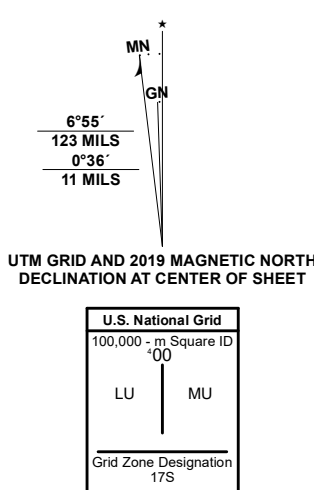 ★
MN
GN
6°55´
123 MILS
0°36´
11 MILS
UTM GRID AND 2019 MAGNETIC NORTH
DECLINATION AT CENTER OF SHEET
U.S. National Grid
100,000 - m Square ID
⁴00
LU MU
Grid Zone Designation
17S